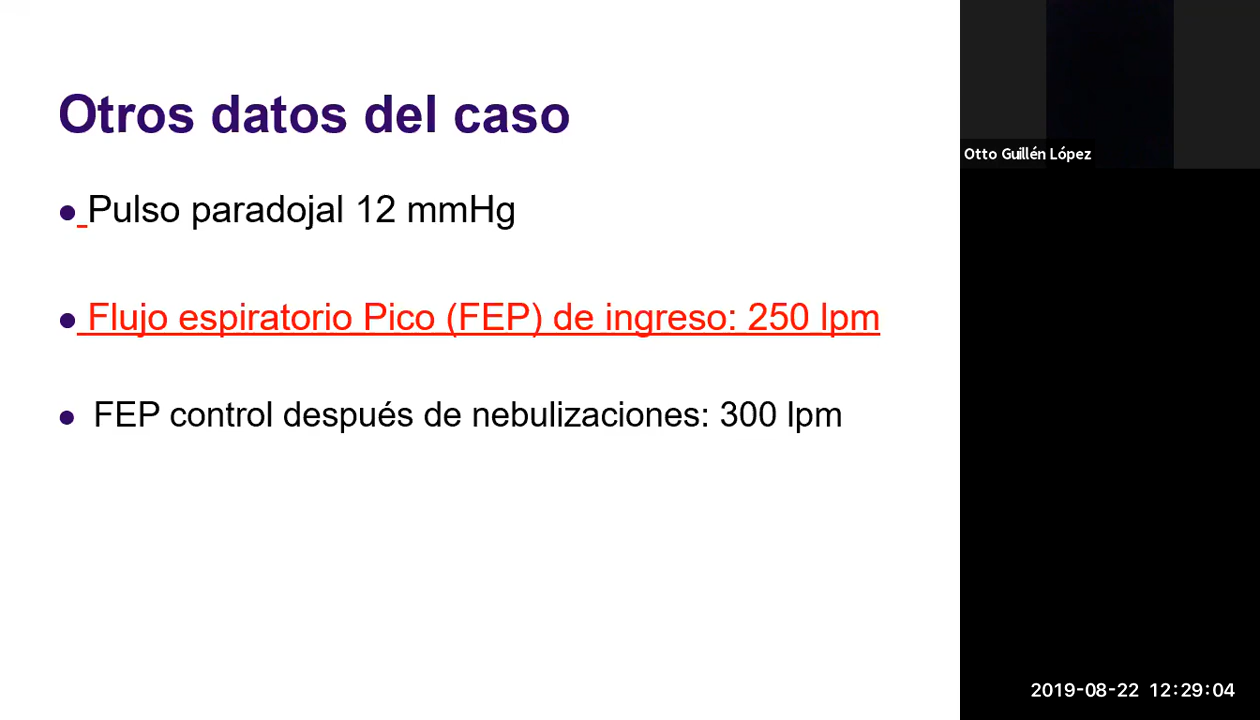 Otros datos del caso
Pulso paradojal 12 mmHg
Flujo espiratorio Pico (FEP) de ingreso: 250 lpm
FEP control después de nebulizaciones: 300 lpm
Otto Guillén López
2019-08-22 12:29:04